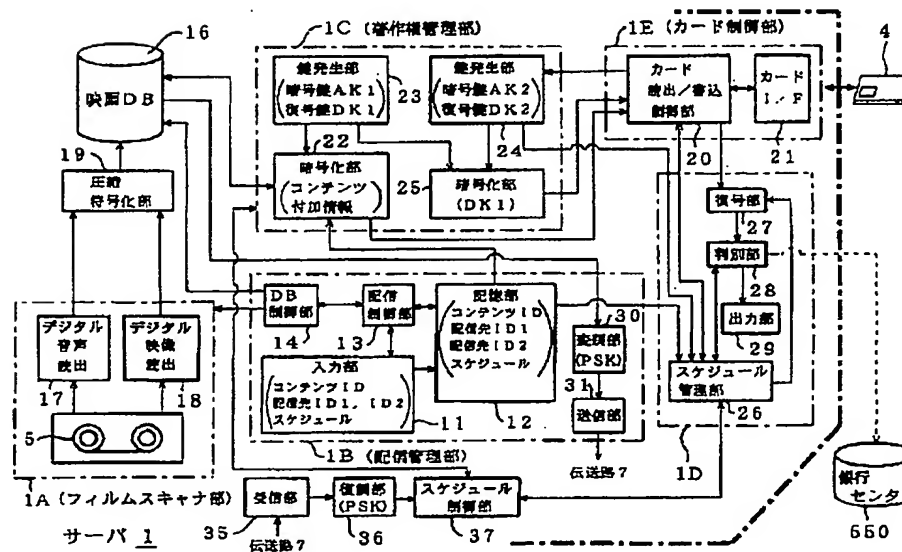 1C (著作権管理部)
1E (カード制御部)
16
4
映画DB
鍵発生部
(暗号鍵AK1
復号鍵DK1)
23
鍵発生部
(暗号鍵AK2
復号鍵DK2)
24
カード
読出/書込
制御部
20
カード
I/F
21
19
圧縮
符号化部
22
暗号化部
(コンテンツ
付加情報)
25
暗号化部
(DK1)
復号部
27
判別部
28
出力部
29
スケジュール
管理部
26
1D
DB
制御部
14
配信
制御部
13
記憶部
(コンテンツID
配信先ID1
配信先ID2
スケジュール)
12
30
変調部
(PSK)
31
送信部
伝送路7
入力部
(コンテンツID
配信先ID1,ID2
スケジュール)
11
1B (配信管理部)
デジタル
音声
読出
17
デジタル
映像
読出
18
5
1A (フィルムスキャナ部)
サーバ 1
受信部
35
伝送路7
復調部
(PSK)
36
スケジュール
制御部
37
銀行
センタ
550